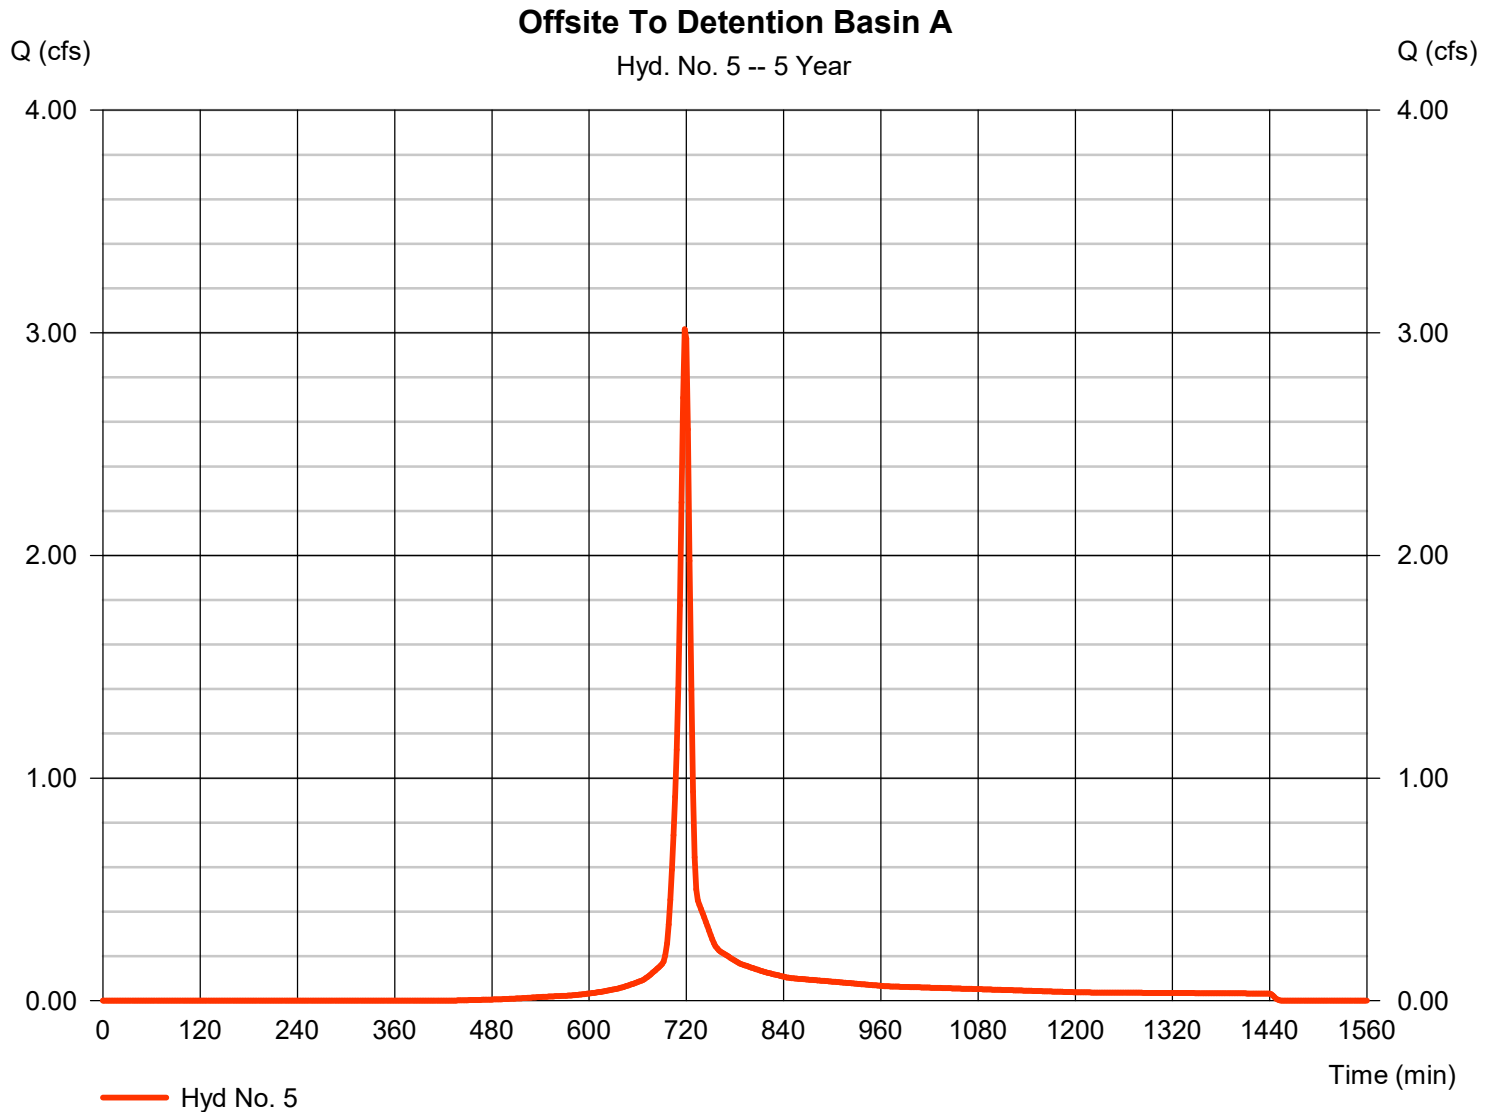 Offsite To Detention Basin A
Q (cfs) Q (cfs)
Hyd. No. 5 -- 5 Year
4.00 4.00
3.00 3.00
2.00 2.00
1.00 1.00
0.00 0.00
0 120 240 360 480 600 720 840 960 1080 1200 1320 1440 1560
Time (min)
Hyd No. 5